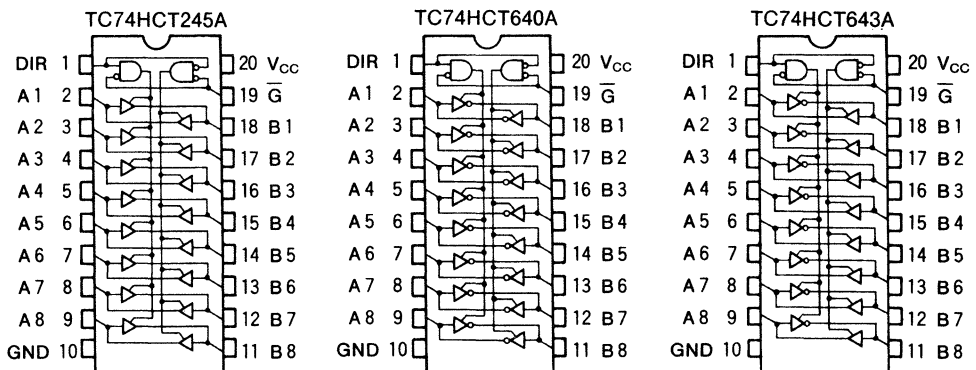 TC74HCT245A TC74HCT640A TC74HCT643A
DIR 1 20 VCC DIR 1 20 VCC DIR 1 20 VCC
A1 2 19 G A1 2 19 G A1 2 19 G
A2 3 18 B1 A2 3 18 B1 A2 3 18 B1
A3 4 17 B2 A3 4 17 B2 A3 4 17 B2
A4 5 16 B3 A4 5 16 B3 A4 5 16 B3
A5 6 15 B4 A5 6 15 B4 A5 6 15 B4
A6 7 14 B5 A6 7 14 B5 A6 7 14 B5
A7 8 13 B6 A7 8 13 B6 A7 8 13 B6
A8 9 12 B7 A8 9 12 B7 A8 9 12 B7
GND 10 11 B8 GND 10 11 B8 GND 10 11 B8